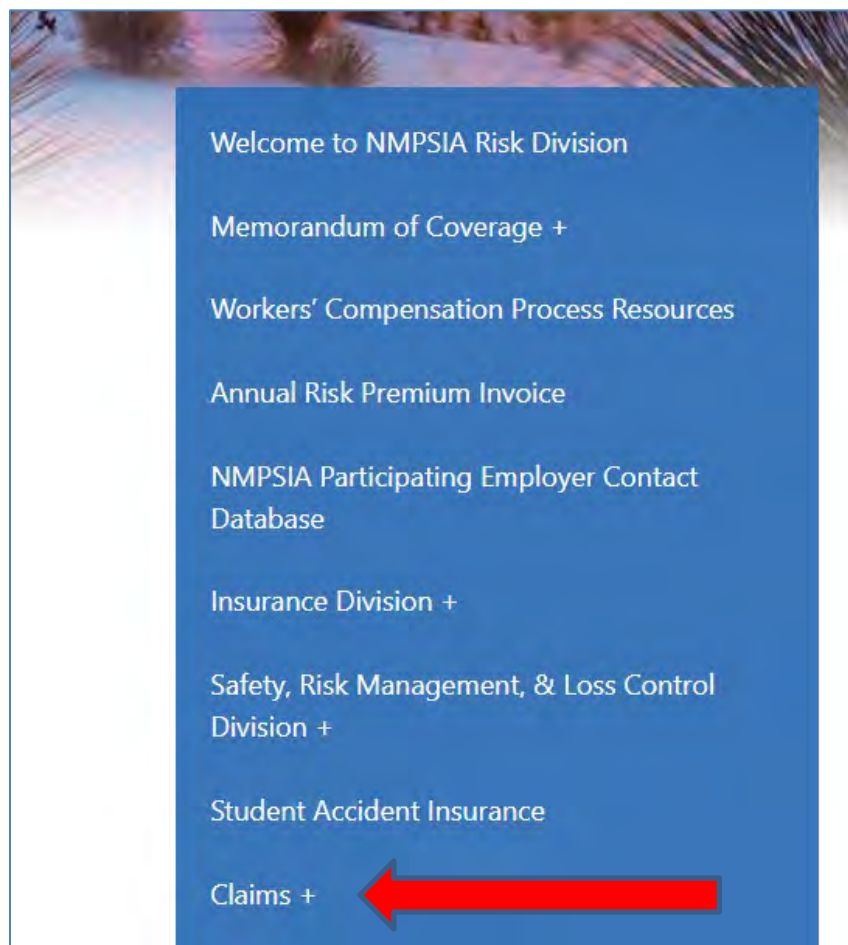 Welcome to NMPSIA Risk Division
Memorandum of Coverage +
Workers’ Compensation Process Resources
Annual Risk Premium Invoice
NMPSIA Participating Employer Contact
Database
Insurance Division +
Safety, Risk Management, & Loss Control
Division +
Student Accident Insurance
Claims +